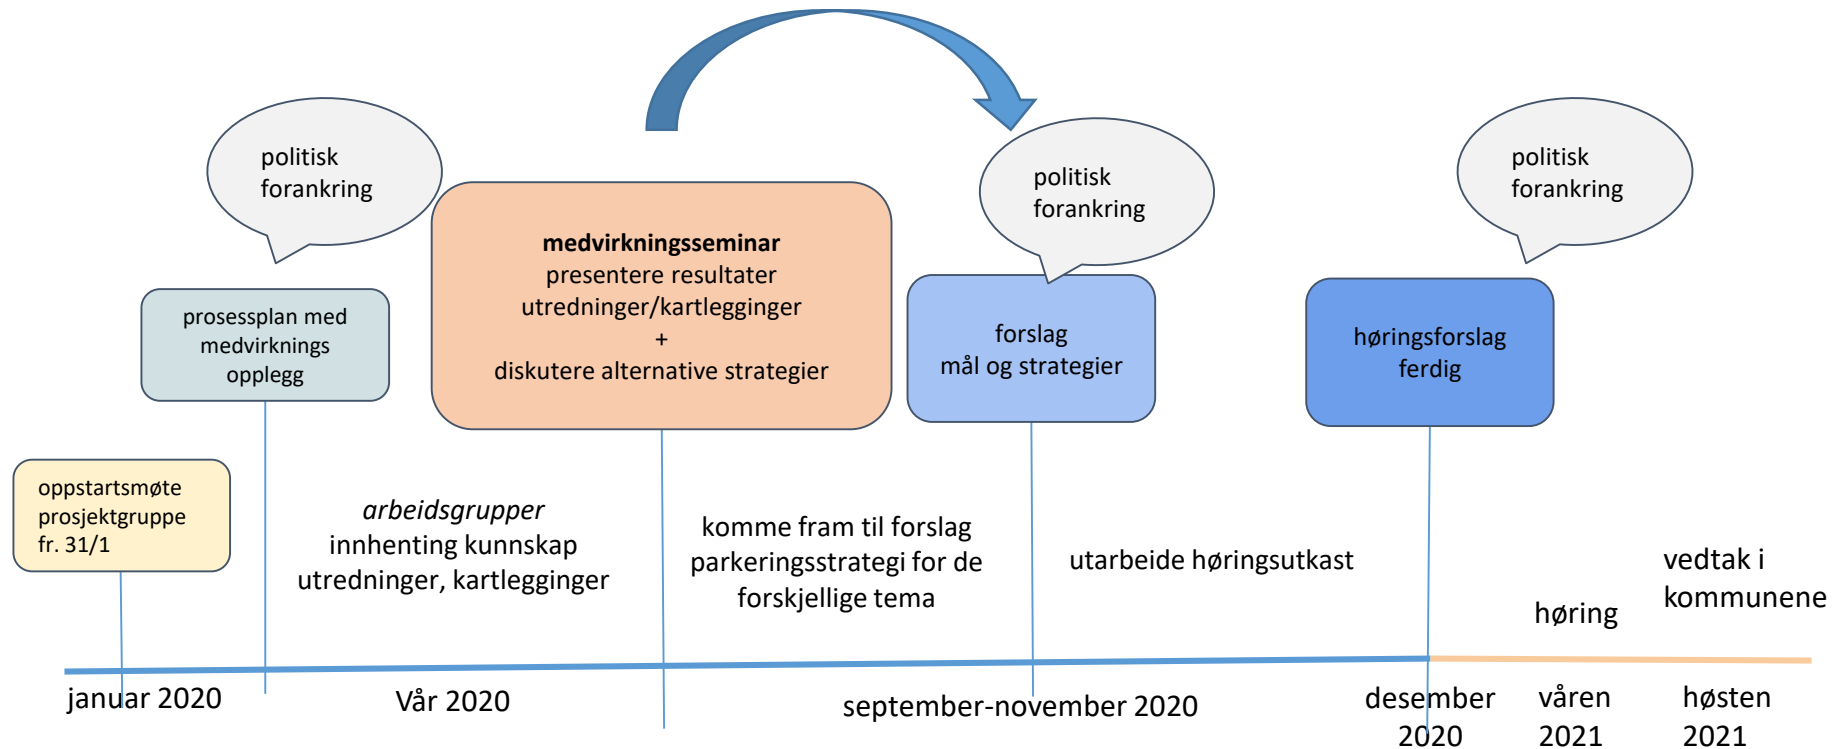 politisk
forankring
politisk
forankring
politisk
forankring
medvirkningsseminar
presentere resultater
utredninger/kartlegginger
+
diskutere alternative strategier
prosessplan med
medvirknings
opplegg
forslag
mål og strategier
høringsforslag
ferdig
oppstartsmøte
prosjektgruppe
fr. 31/1
arbeidsgrupper
innhenting kunnskap
utredninger, kartlegginger
komme fram til forslag
parkeringsstrategi for de
forskjellige tema
utarbeide høringsutkast
høring
vedtak i
kommunene
januar 2020
Vår 2020
september-november 2020
desember
2020
våren
2021
høsten
2021